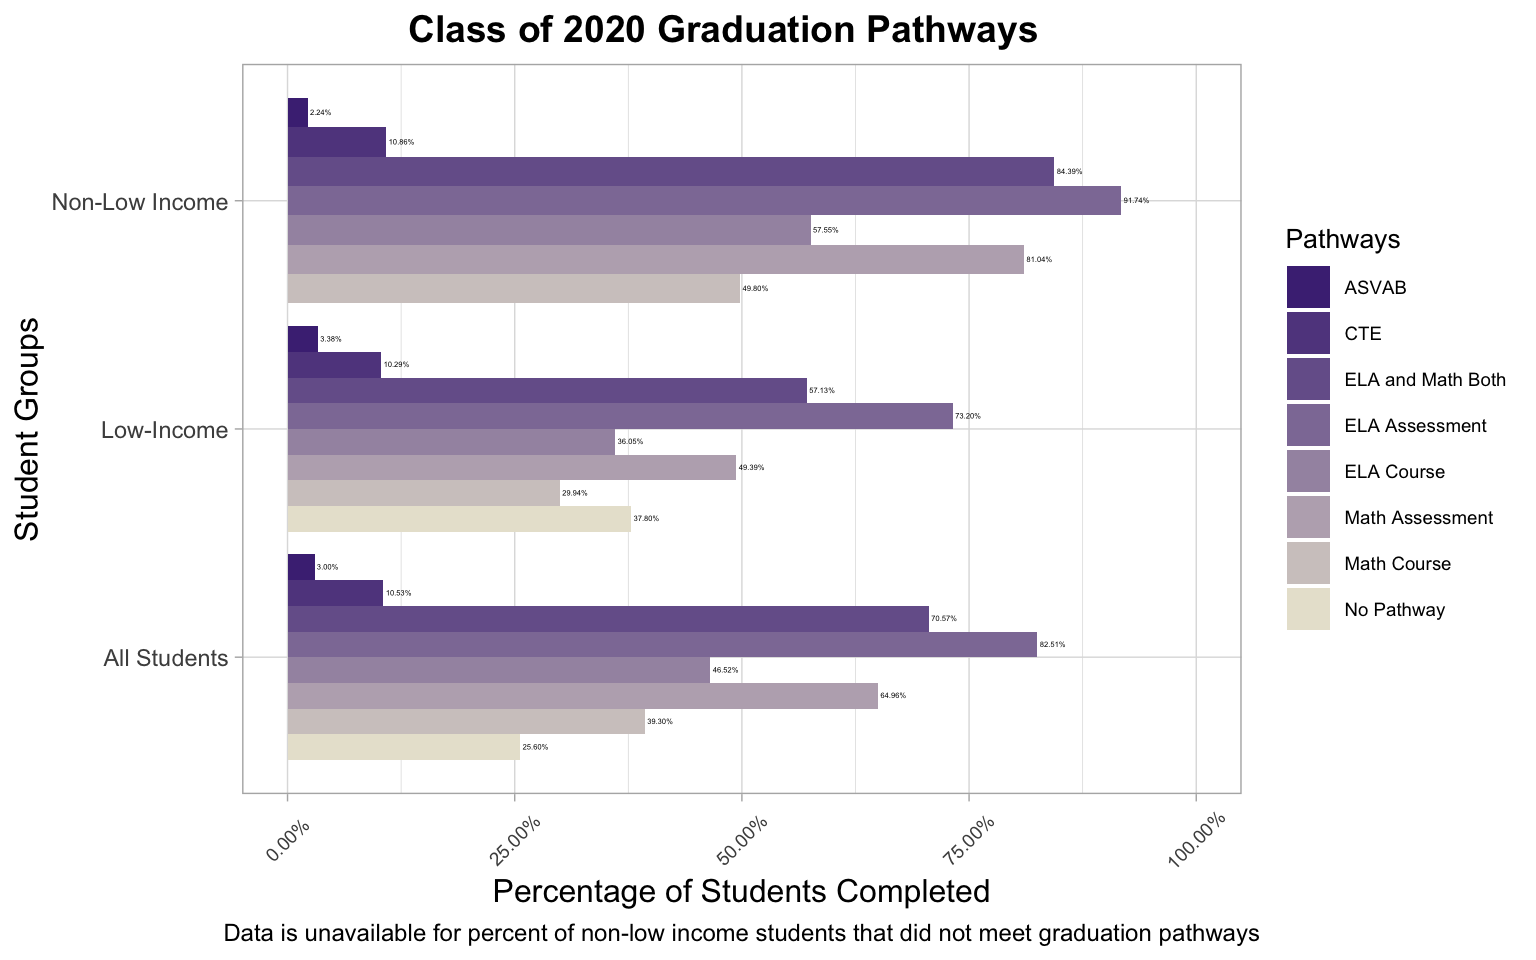 Class of 2020 Graduation Pathways
Student Groups
Non-Low Income
2.24%
10.86%
84.39%
91.74%
57.55%
81.04%
49.80%
Low-Income
3.38%
10.29%
57.13%
73.20%
36.05%
49.39%
29.94%
37.80%
All Students
3.00%
10.53%
70.57%
82.51%
46.52%
64.96%
39.30%
25.60%
0.00%
25.00%
50.00%
75.00%
100.00%
Percentage of Students Completed
Data is unavailable for percent of non-low income students that did not meet graduation pathways
Pathways
ASVAB
CTE
ELA and Math Both
ELA Assessment
ELA Course
Math Assessment
Math Course
No Pathway